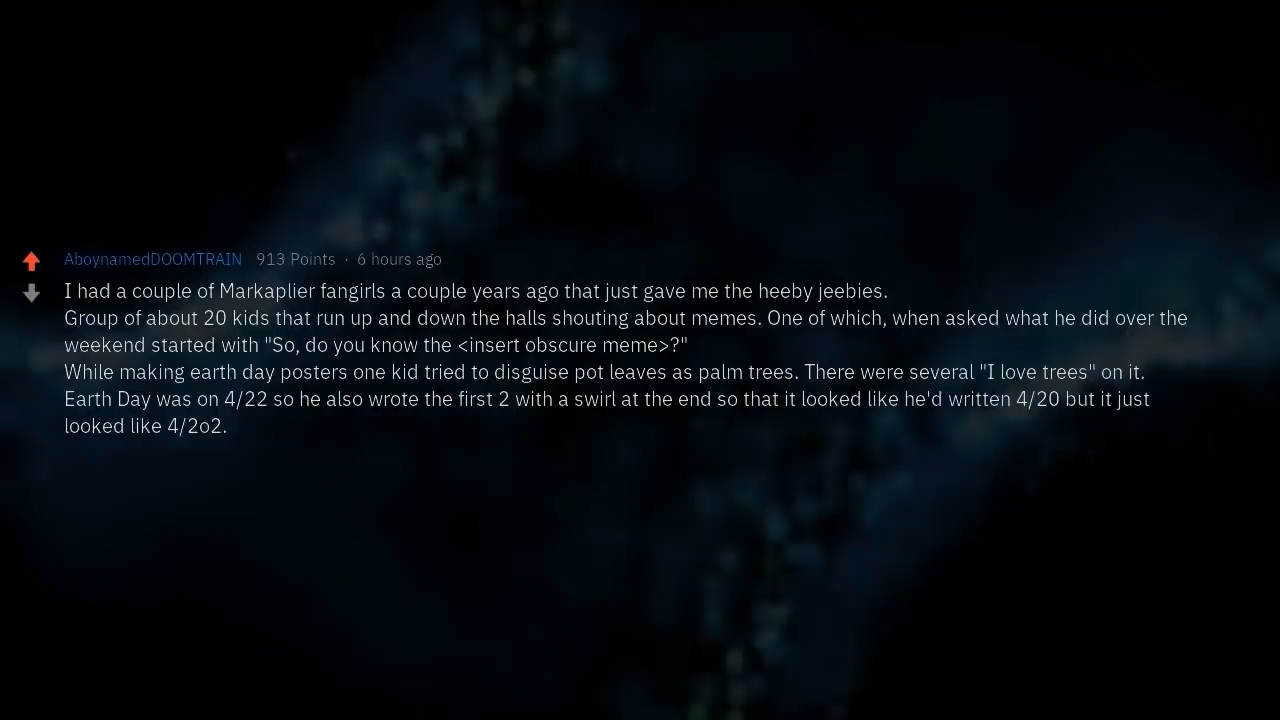 AboynamedDOOMTRAIN 913 Points · 6 hours ago
I had a couple of Markaplier fangirls a couple years ago that just gave me the heeby jeebies.
Group of about 20 kids that run up and down the halls shouting about memes. One of which, when asked what he did over the
weekend started with "So, do you know the <insert obscure meme>?"
While making earth day posters one kid tried to disguise pot leaves as palm trees. There were several "I love trees" on it.
Earth Day was on 4/22 so he also wrote the first 2 with a swirl at the end so that it looked like he'd written 4/20 but it just
looked like 4/2o2.